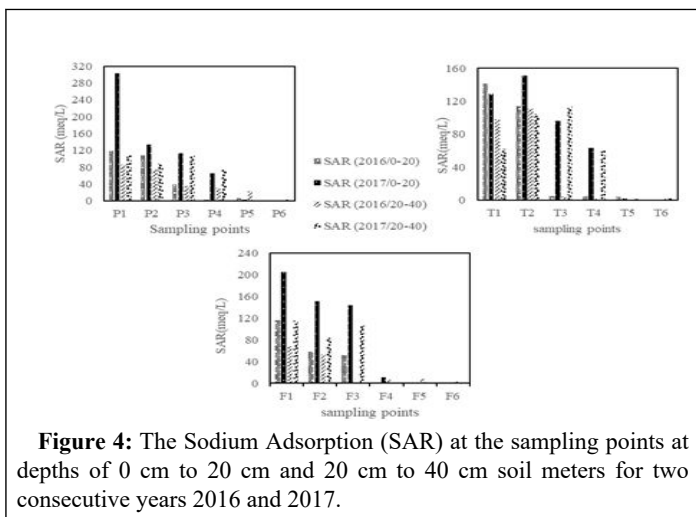 320
280
240
200
160
120
80
40
0
SAR (meq/L)
P1 P2 P3 P4 P5 P6
Sampling points
SAR (2016/0-20)
SAR (2017/0-20)
SAR (2016/20-40)
SAR (2017/20-40)
160
120
80
40
0
SAR(meq/L)
T1 T2 T3 T4 T5 T6
sampling points
240
200
160
120
80
40
0
SAR(meq/L)
F1 F2 F3 F4 F5 F6
sampling points
Figure 4: The Sodium Adsorption (SAR) at the sampling points at
depths of 0 cm to 20 cm and 20 cm to 40 cm soil meters for two
consecutive years 2016 and 2017.